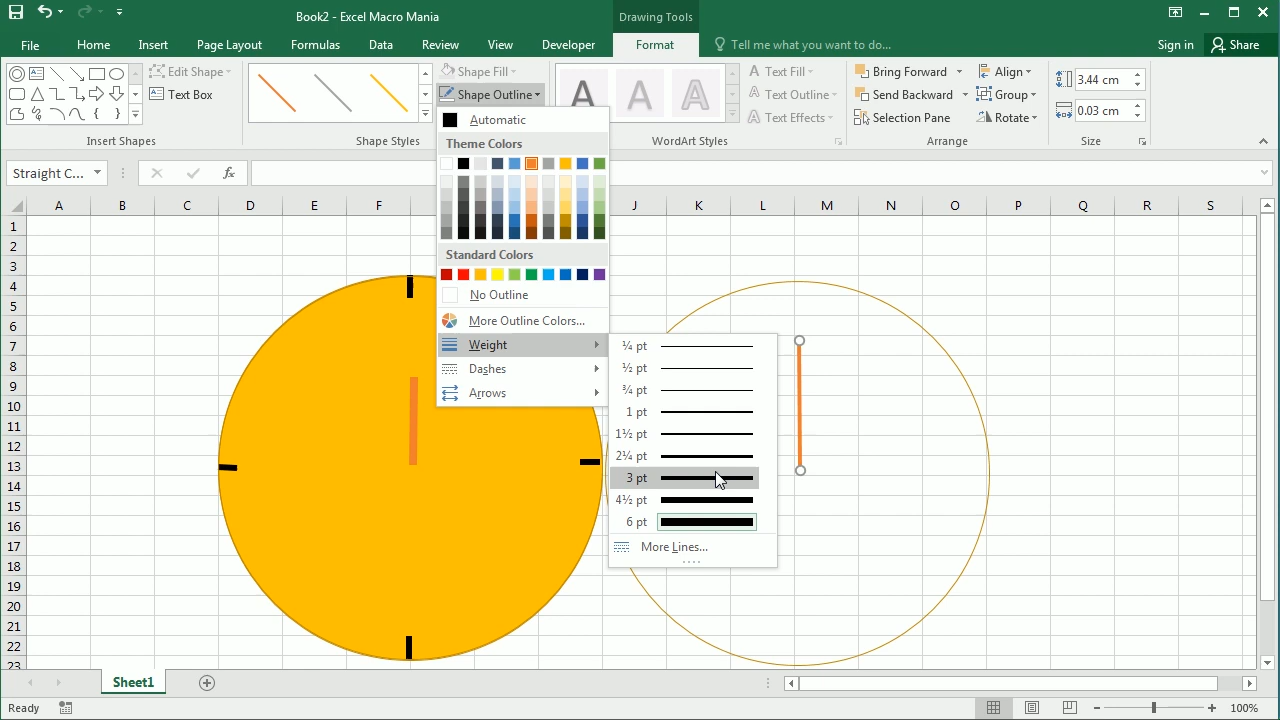 Book2 - Excel Macro Mania
Drawing Tools
File Home Insert Page Layout Formulas Data Review View Developer Format Tell me what you want to do... Sign in Share
Edit Shape
Text Box
Insert Shapes
Shape Fill
Shape Outline
Shape Styles
A A A
Text Fill
Text Outline
Text Effects
WordArt Styles
Bring Forward
Send Backward
Selection Pane
Align
Group
Rotate
Arrange
3.44 cm
0.03 cm
Size
Straight C...
fx
A B C D E F J K L M N O P Q R S
1
2
3
4
5
6
7
8
9
10
11
12
13
14
15
16
17
18
19
20
21
22
23
Automatic
Theme Colors
Standard Colors
No Outline
More Outline Colors...
Weight
Dashes
Arrows
¼ pt
½ pt
¾ pt
1 pt
1½ pt
2¼ pt
3 pt
4½ pt
6 pt
More Lines...
Sheet1
Ready
100%